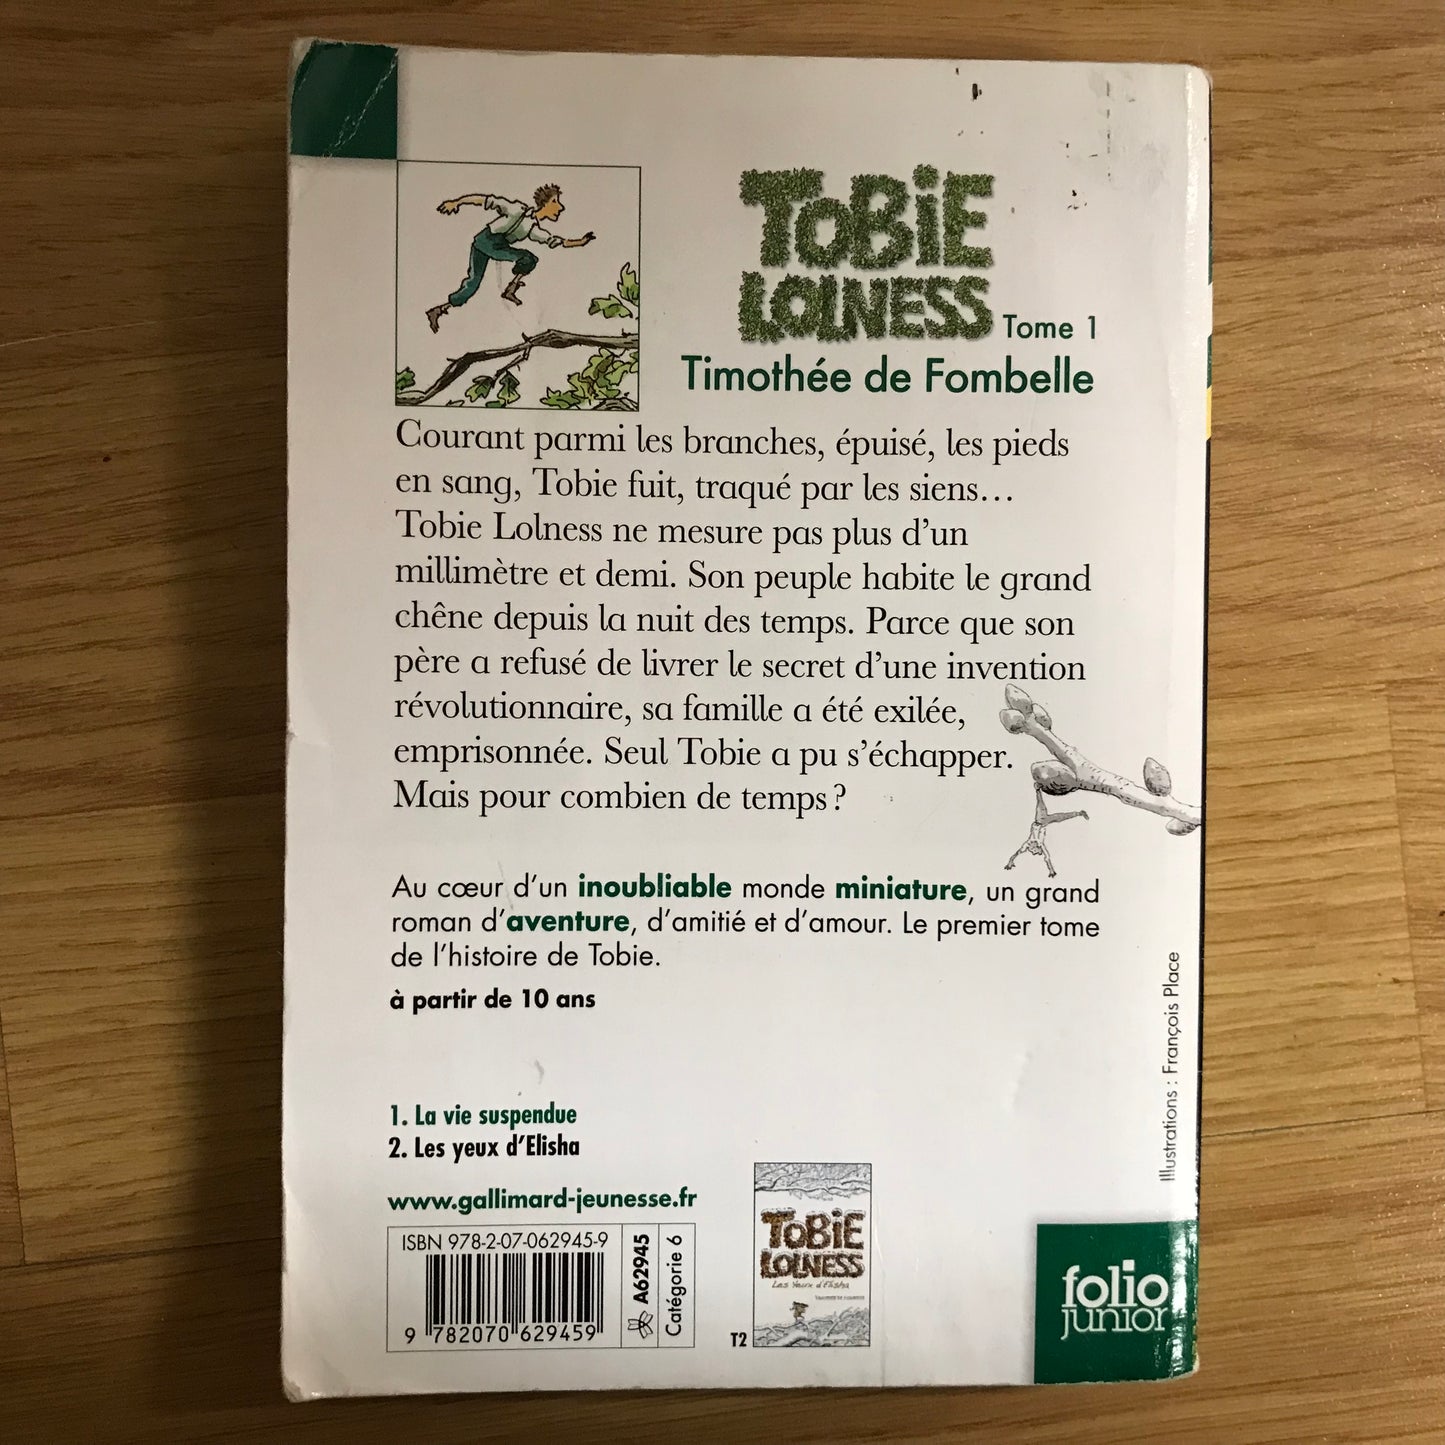 TOBiE
LOLNESS Tome 1
Timothée de Fombelle
Courant parmi les branches, épuisé, les pieds
en sang, Tobie fuit, traqué par les siens...
Tobie Lolness ne mesure pas plus d'un
millimètre et demi. Son peuple habite le grand
chêne depuis la nuit des temps. Parce que son
père a refusé de livrer le secret d'une invention
révolutionnaire, sa famille a été exilée,
emprisonnée. Seul Tobie a pu s'échapper.
Mais pour combien de temps ?
Au cœur d'un inoubliable monde miniature, un grand
roman d'aventure, d'amitié et d'amour. Le premier tome
de l'histoire de Tobie.
à partir de 10 ans
Illustrations : François Place
1. La vie suspendue
2. Les yeux d'Elisha
www.gallimard-jeunesse.fr
ISBN 978-2-07-062945-9
9 782070 629459
A62945
Catégorie 6
T2
TOBiE
LOLNESS
Les Yeux d'Elisha
folio
junior